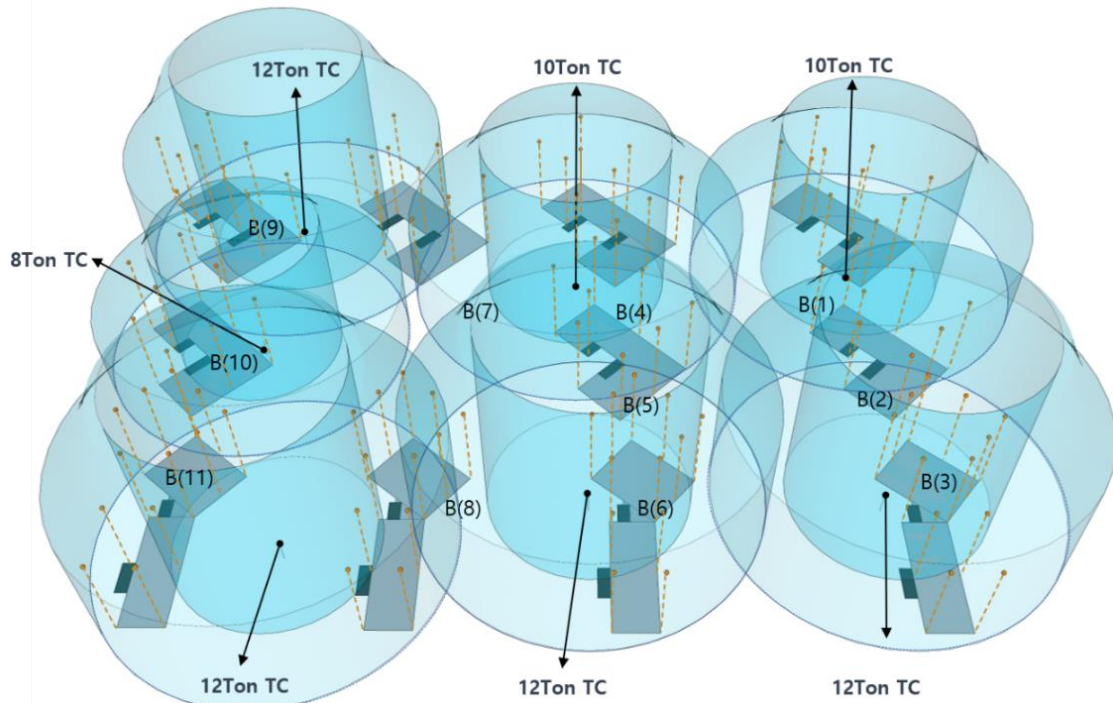 12Ton TC
10Ton TC
10Ton TC
B(9)
8Ton TC
B(7)
B(4)
B(1)
B(10)
B(5)
B(2)
B(11)
B(8)
B(6)
B(3)
12Ton TC
12Ton TC
12Ton TC